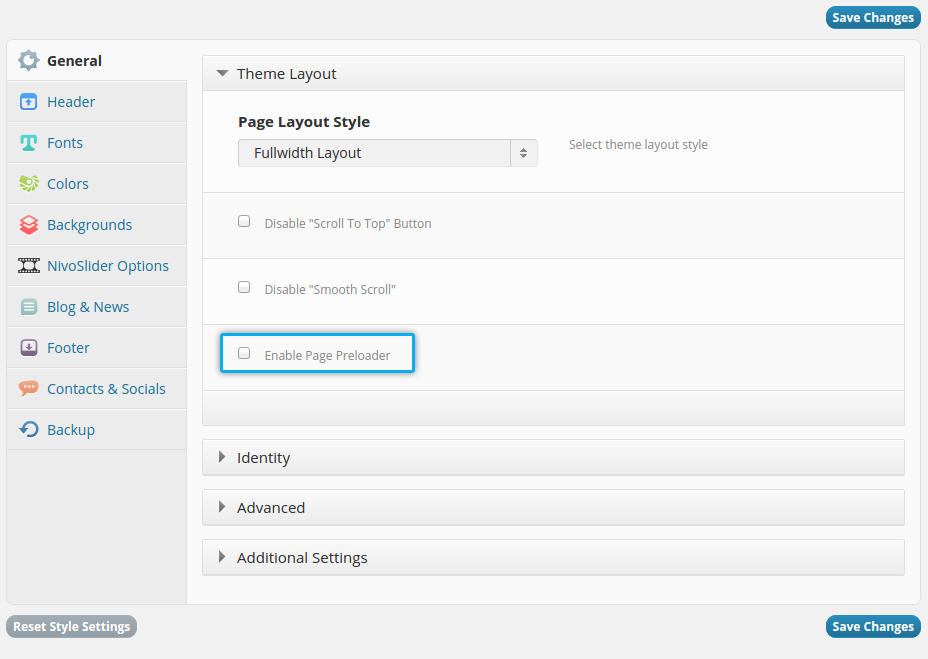 Save Changes
General
Header
Fonts
Colors
Backgrounds
NivoSlider Options
Blog & News
Footer
Contacts & Socials
Backup
Theme Layout
Page Layout Style
Fullwidth Layout
Select theme layout style
Disable "Scroll To Top" Button
Disable "Smooth Scroll"
Enable Page Preloader
Identity
Advanced
Additional Settings
Reset Style Settings
Save Changes